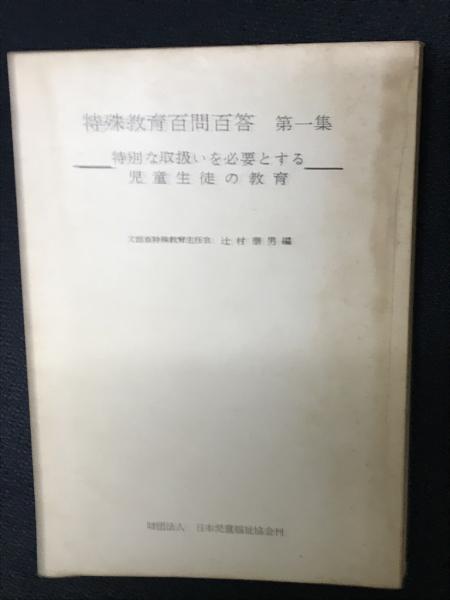 特殊教育百問百答 第一集
特別な取扱いを必要とする
児童生徒の教育
文部省特殊教育主任官 辻村泰男編
財団法人 日本児童福祉協会刊